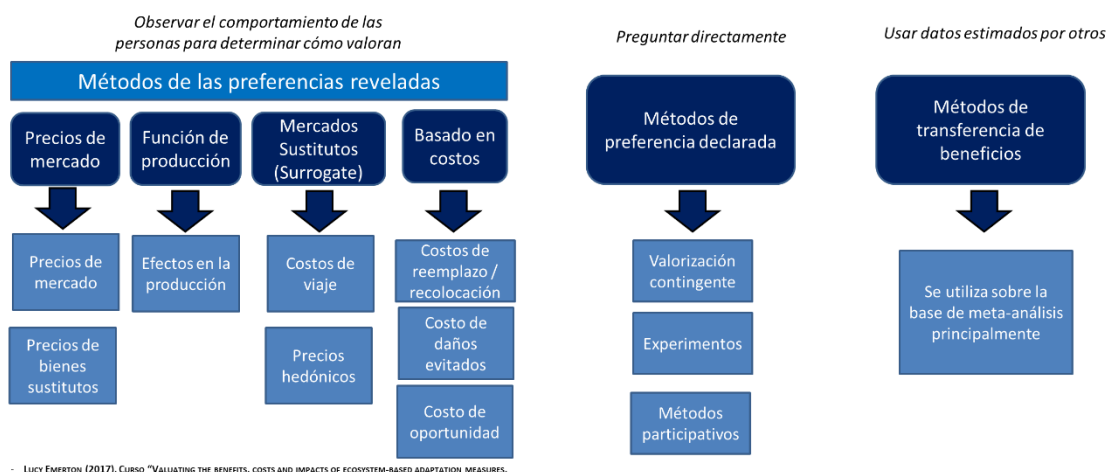 Observar el comportamiento de las
personas para determinar cómo valoran
Métodos de las preferencias reveladas
Precios de
mercado
Función de
producción
Mercados
Sustitutos
(Surrogate)
Basado en
costos
Precios de
mercado
Precios de
bienes
sustitutos
Efectos en la
producción
Costos de
viaje
Precios
hedónicos
Costos de
reemplazo /
recolocación
Costo de
daños
evitados
Costo de
oportunidad
Preguntar directamente
Métodos de
preferencia declarada
Valorización
contingente
Experimentos
Métodos
participativos
Usar datos estimados por otros
Métodos de
transferencia de
beneficios
Se utiliza sobre la
base de meta-análisis
principalmente
- LUCY EMERTON (2017). CURSO "VALUATING THE BENEFITS, COSTS AND IMPACTS OF ECOSYSTEM-BASED ADAPTATION MEASURES.